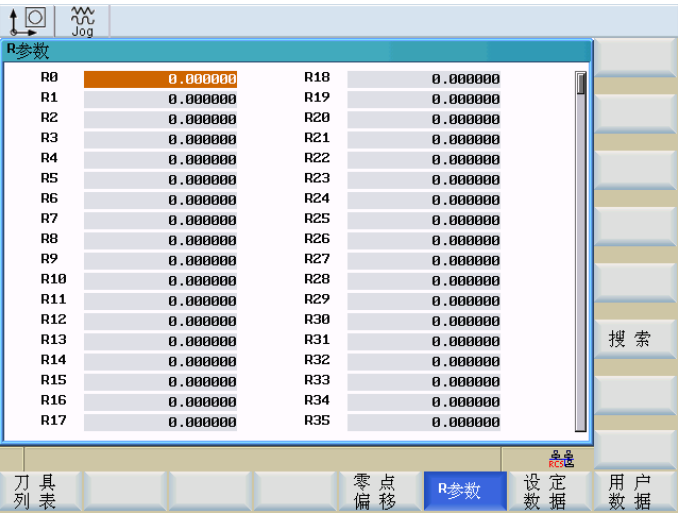 Jog
R参数
R0 0.000000 R18 0.000000
R1 0.000000 R19 0.000000
R2 0.000000 R20 0.000000
R3 0.000000 R21 0.000000
R4 0.000000 R22 0.000000
R5 0.000000 R23 0.000000
R6 0.000000 R24 0.000000
R7 0.000000 R25 0.000000
R8 0.000000 R26 0.000000
R9 0.000000 R27 0.000000
R10 0.000000 R28 0.000000
R11 0.000000 R29 0.000000
R12 0.000000 R30 0.000000
R13 0.000000 R31 0.000000
R14 0.000000 R32 0.000000
R15 0.000000 R33 0.000000
R16 0.000000 R34 0.000000
R17 0.000000 R35 0.000000
搜索
RCS
刀具
列表
零点
偏移
R参数
设定
数据
用户
数据